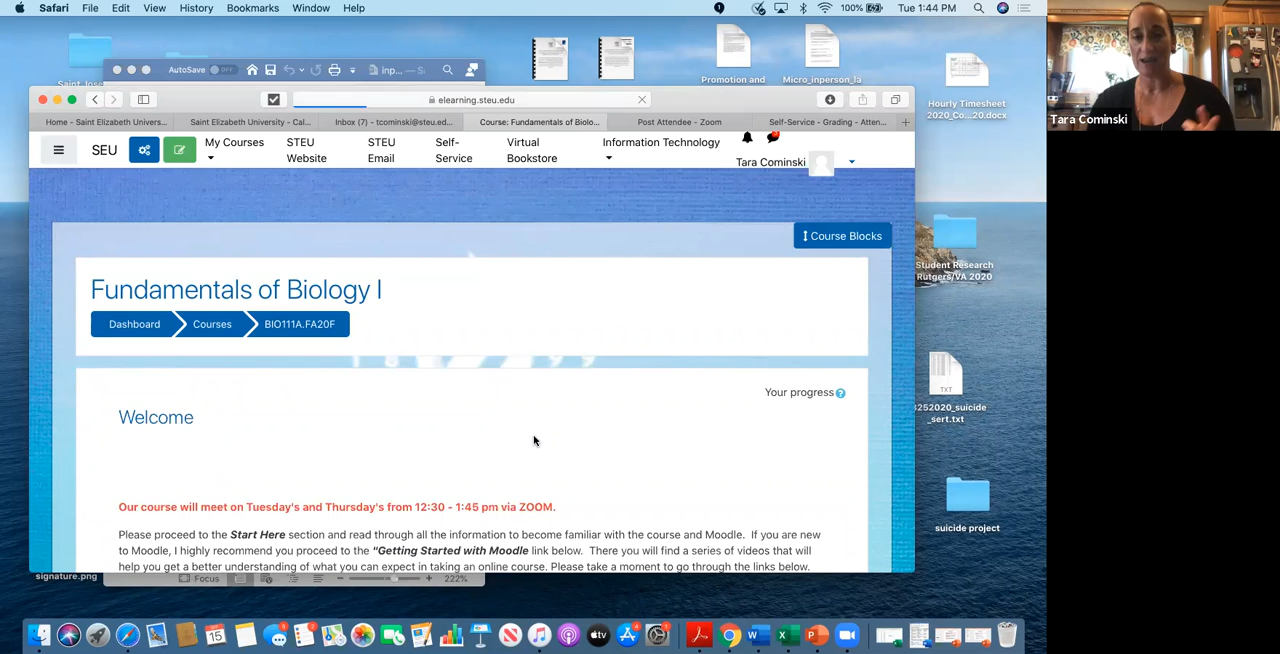 Safari File Edit View History Bookmarks Window Help
100% Tue 1:44 PM
Promotion and
Micro_inperson_la
Hourly Timesheet
2020_Co...20.docx
Tara Cominski
AutoSave OFF
elearning.steu.edu
Home - Saint Elizabeth Univers...
Saint Elizabeth University - Cal...
Inbox (7) - tcominski@steu.ed...
Course: Fundamentals of Biolo...
Post Attendee - Zoom
Self-Service - Grading - Atten...
SEU
My Courses
STEU Website
STEU Email
Self-Service
Virtual Bookstore
Information Technology
Tara Cominski
Course Blocks
Fundamentals of Biology I
Dashboard
Courses
BIO111A.FA20F
Your progress
Welcome
Our course will meet on Tuesday's and Thursday's from 12:30 - 1:45 pm via ZOOM.
Please proceed to the Start Here section and read through all the information to become familiar with the course and Moodle. If you are new
to Moodle, I highly recommend you proceed to the "Getting Started with Moodle link below. There you will find a series of videos that will
help you get a better understanding of what you can expect in taking an online course. Please take a moment to go through the links below.
Student Research
Rutgers/VA 2020
TXT
8252020_suicide
_sert.txt
suicide project
signature.png
Focus
222%
15